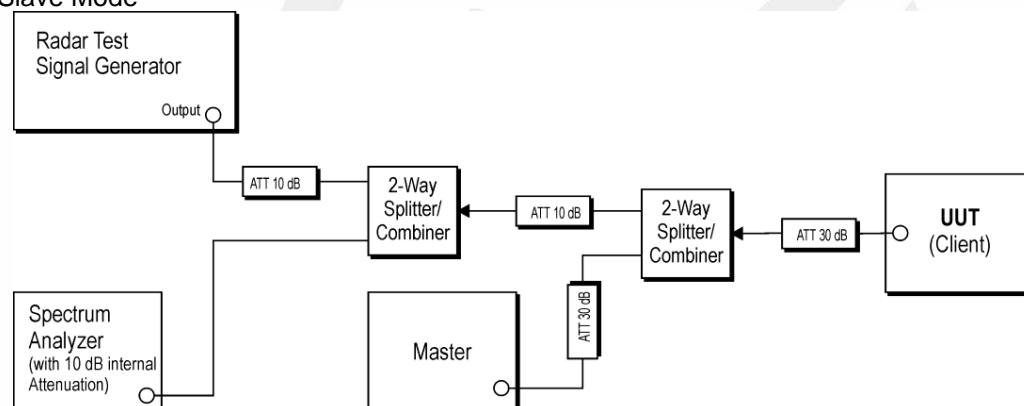 Slave Mode
Radar Test
Signal Generator
Output
ATT 10 dB
2-Way
Splitter/
Combiner
ATT 10 dB
2-Way
Splitter/
Combiner
ATT 30 dB
UUT
(Client)
Spectrum
Analyzer
(with 10 dB internal
Attenuation)
Master
ATT 30 dB